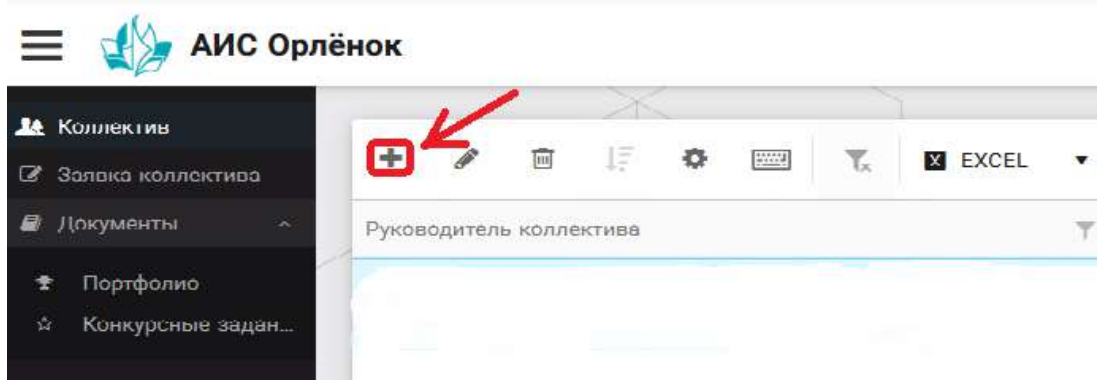 АИС Орлёнок
Коллектив
Заявка коллектива
Документы
Портфолио
Конкурсные задан...
X EXCEL
Руководитель коллектива